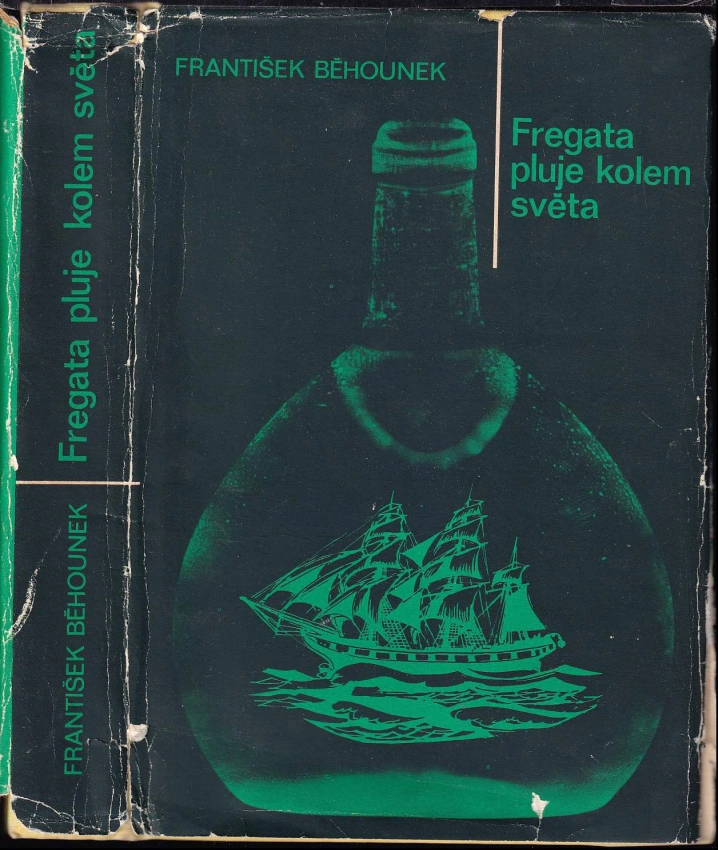 FRANTIŠEK BĚHOUNEK
Fregata
pluje kolem
světa
FRANTIŠEK BĚHOUNEK Fregata pluje kolem světa